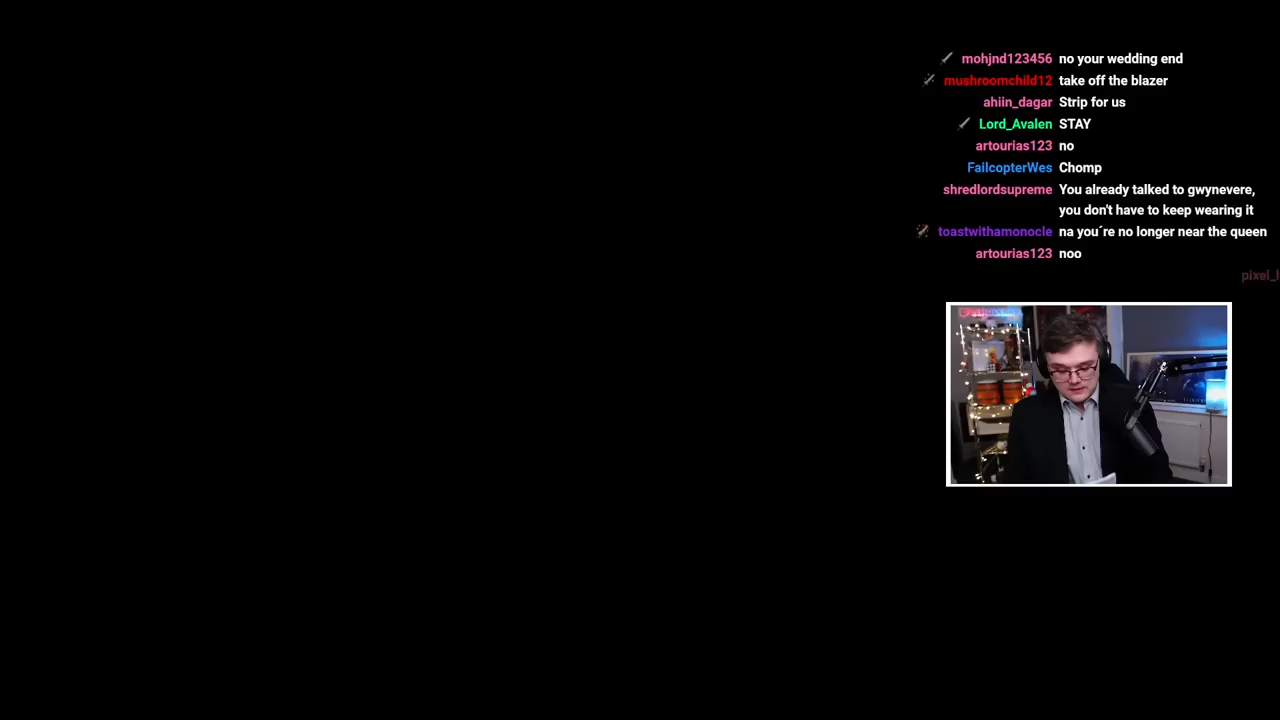 mohjnd123456 no your wedding end
mushroomchild12 take off the blazer
ahiin_dagar Strip for us
Lord_Avalen STAY
artourias123 no
FailcopterWes Chomp
shredlordsupreme You already talked to gwynevere,
you don't have to keep wearing it
toastwithamonocle na you´re no longer near the queen
artourias123 noo